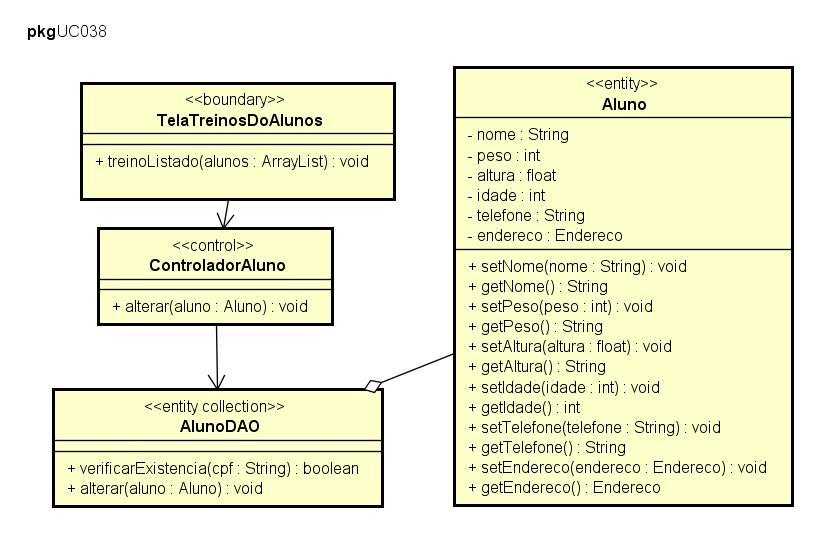 pkgUC038
<<boundary>>
TelaTreinosDoAlunos
+ treinoListado(alunos : ArrayList) : void
<<control>>
ControladorAluno
+ alterar(aluno : Aluno) : void
<<entity collection>>
AlunoDAO
+ verificarExistencia(cpf : String) : boolean
+ alterar(aluno : Aluno) : void
<<entity>>
Aluno
- nome : String
- peso : int
- altura : float
- idade : int
- telefone : String
- endereco : Endereco
+ setNome(nome : String) : void
+ getNome() : String
+ setPeso(peso : int) : void
+ getPeso() : String
+ setAltura(altura : float) : void
+ getAltura() : String
+ setIdade(idade : int) : void
+ getIdade() : int
+ setTelefone(telefone : String) : void
+ getTelefone() : String
+ setEndereco(endereco : Endereco) : void
+ getEndereco() : Endereco